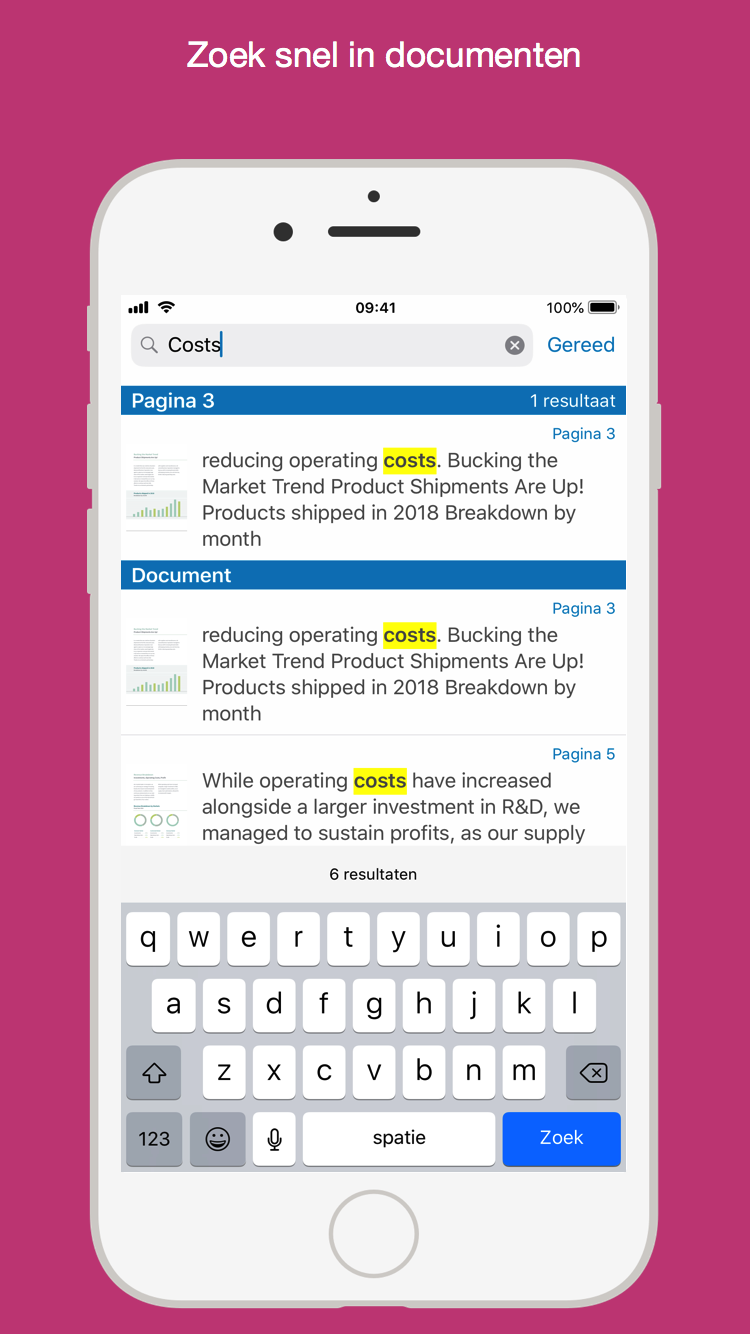 Zoek snel in documenten
09:41
100%
Costs
Gereed
Pagina 3
1 resultaat
Pagina 3
reducing operating costs. Bucking the
Market Trend Product Shipments Are Up!
Products shipped in 2018 Breakdown by
month
Document
Pagina 3
reducing operating costs. Bucking the
Market Trend Product Shipments Are Up!
Products shipped in 2018 Breakdown by
month
Pagina 5
While operating costs have increased
alongside a larger investment in R&D, we
managed to sustain profits, as our supply
6 resultaten
q w e r t y u i o p
a s d f g h j k l
z x c v b n m
123
spatie
Zoek